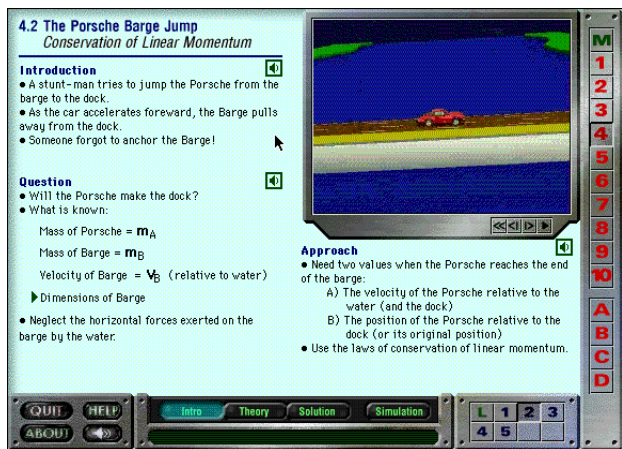 4.2 The Porsche Barge Jump
Conservation of Linear Momentum
Introduction
• A stunt-man tries to jump the Porsche from the
barge to the dock.
• As the car accelerates foreward, the Barge pulls
away from the dock.
• Someone forgot to anchor the Barge!
Question
• Will the Porsche make the dock?
• What is known:
Mass of Porsche = mA
Mass of Barge = mB
Velocity of Barge = VB (relative to water)
Dimensions of Barge
• Neglect the horizontal forces exerted on the
barge by the water.
Approach
• Need two values when the Porsche reaches the end
of the barge:
A) The velocity of the Porsche relative to the
water (and the dock)
B) The position of the Porsche relative to the
dock (or its original position)
• Use the laws of conservation of linear momentum.
M
1
2
3
4
5
6
7
8
9
10
A
B
C
D
QUIT HELP
ABOUT
Intro Theory Solution Simulation
L 1 2 3
4 5